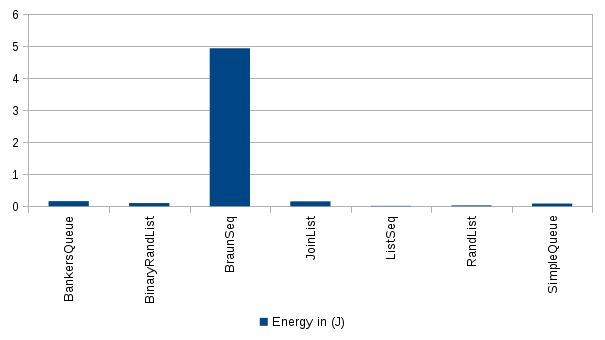 6
5
4
3
2
1
0
BankersQueue
BinaryRandList
BraunSeq
JoinList
ListSeq
RandList
SimpleQueue
Energy in (J)